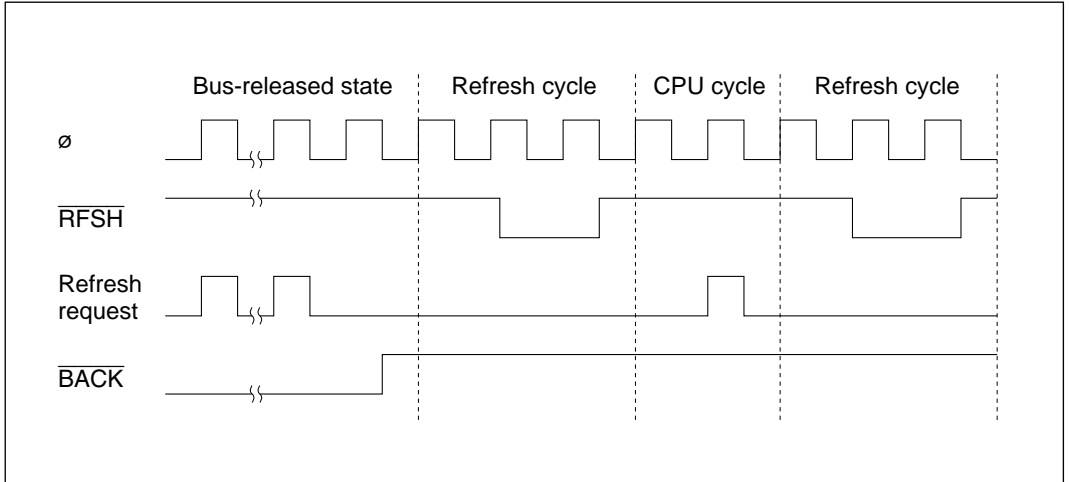 Bus-released state Refresh cycle CPU cycle Refresh cycle
ø
RFSH
Refresh
request
BACK